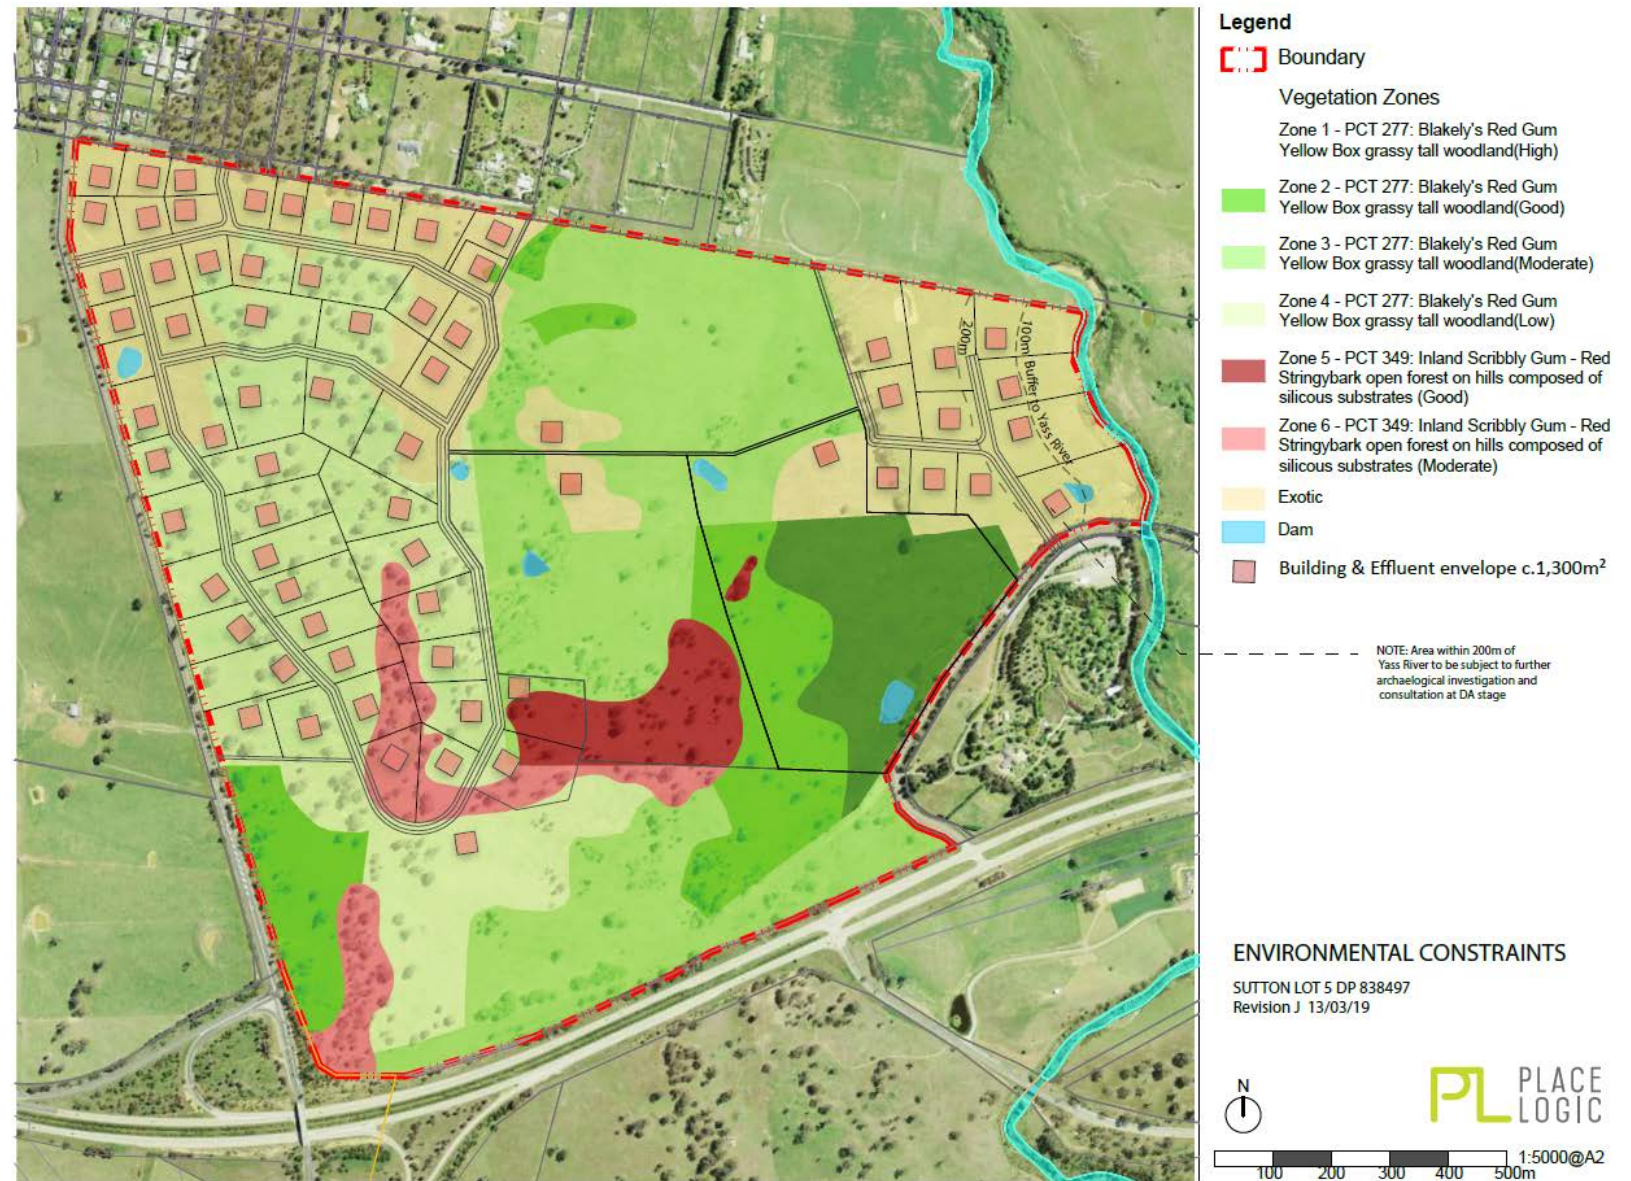 Legend
Boundary
Vegetation Zones
Zone 1 - PCT 277: Blakely's Red Gum
Yellow Box grassy tall woodland(High)
Zone 2 - PCT 277: Blakely's Red Gum
Yellow Box grassy tall woodland(Good)
Zone 3 - PCT 277: Blakely's Red Gum
Yellow Box grassy tall woodland(Moderate)
Zone 4 - PCT 277: Blakely's Red Gum
Yellow Box grassy tall woodland(Low)
Zone 5 - PCT 349: Inland Scribbly Gum - Red
Stringybark open forest on hills composed of
silicous substrates (Good)
Zone 6 - PCT 349: Inland Scribbly Gum - Red
Stringybark open forest on hills composed of
silicous substrates (Moderate)
Exotic
Dam
Building & Effluent envelope c.1,300m²
200m
100m Buffer to Yass River
NOTE: Area within 200m of
Yass River to be subject to further
archaelogical investigation and
consultation at DA stage
ENVIRONMENTAL CONSTRAINTS
SUTTON LOT 5 DP 838497
Revision J 13/03/19
N
PL PLACE
LOGIC
1:5000@A2
100 200 300 400 500m